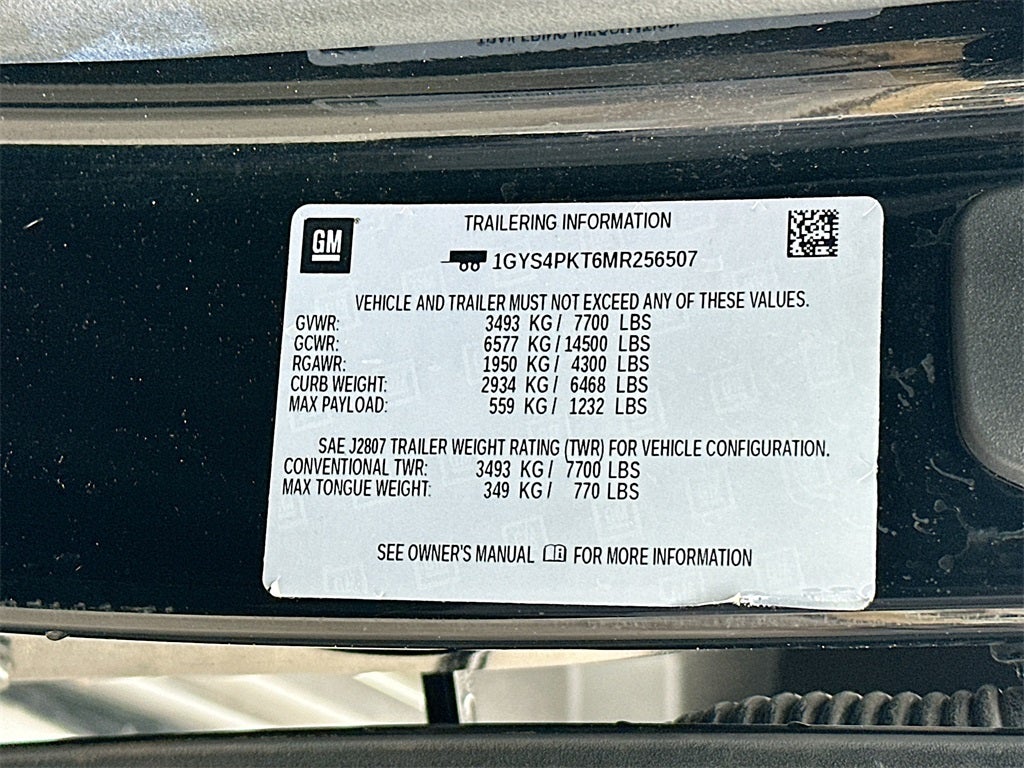 GM
TRAILERING INFORMATION
1GYS4PKT6MR256507
VEHICLE AND TRAILER MUST NOT EXCEED ANY OF THESE VALUES.
GVWR: 3493 KG / 7700 LBS
GCWR: 6577 KG / 14500 LBS
RGAWR: 1950 KG / 4300 LBS
CURB WEIGHT: 2934 KG / 6468 LBS
MAX PAYLOAD: 559 KG / 1232 LBS
SAE J2807 TRAILER WEIGHT RATING (TWR) FOR VEHICLE CONFIGURATION.
CONVENTIONAL TWR: 3493 KG / 7700 LBS
MAX TONGUE WEIGHT: 349 KG / 770 LBS
SEE OWNER'S MANUAL FOR MORE INFORMATION